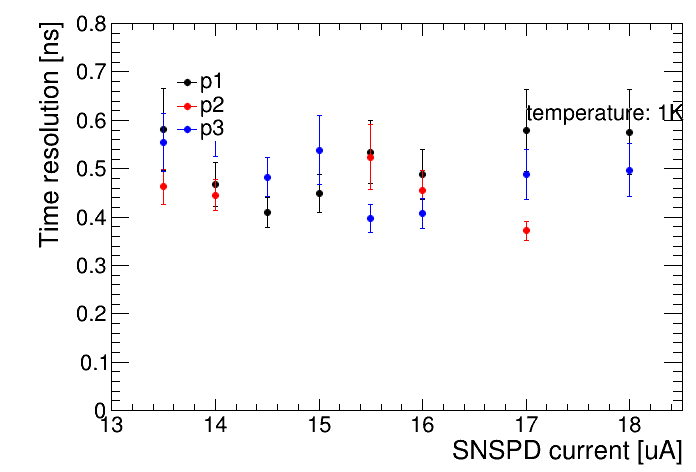 0.8
Time resolution [ns]
0.7
p1
0.6
p2
temperature: 1K
p3
0.5
0.4
0.3
0.2
0.1
0
13
14
15
16
17
18
SNSPD current [uA]